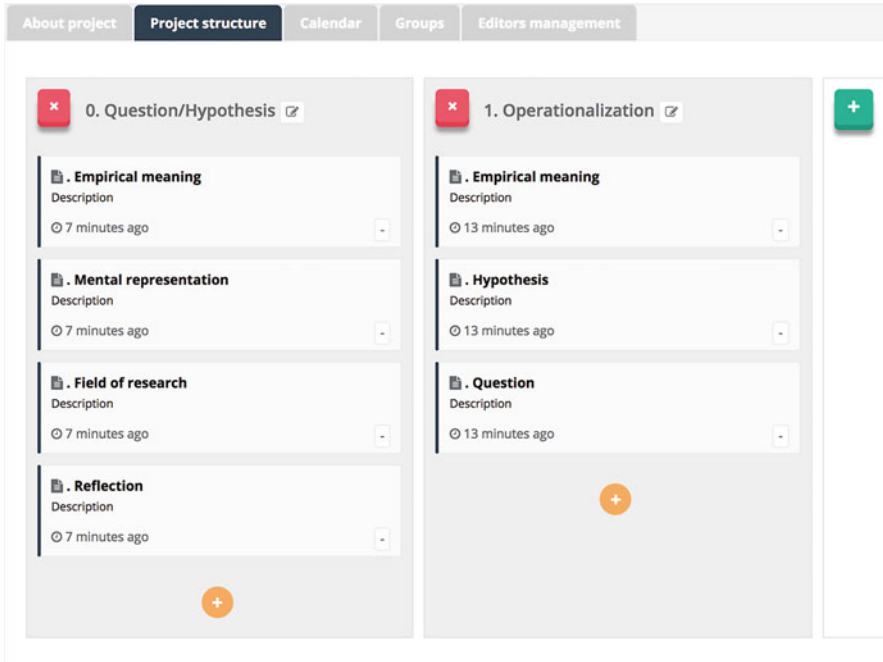 About project
Project structure
Calendar
Groups
Editors management
0. Question/Hypothesis
. Empirical meaning
Description
7 minutes ago
-
. Mental representation
Description
7 minutes ago
-
. Field of research
Description
7 minutes ago
-
. Reflection
Description
7 minutes ago
-
+
1. Operationalization
. Empirical meaning
Description
13 minutes ago
-
. Hypothesis
Description
13 minutes ago
-
. Question
Description
13 minutes ago
-
+
+